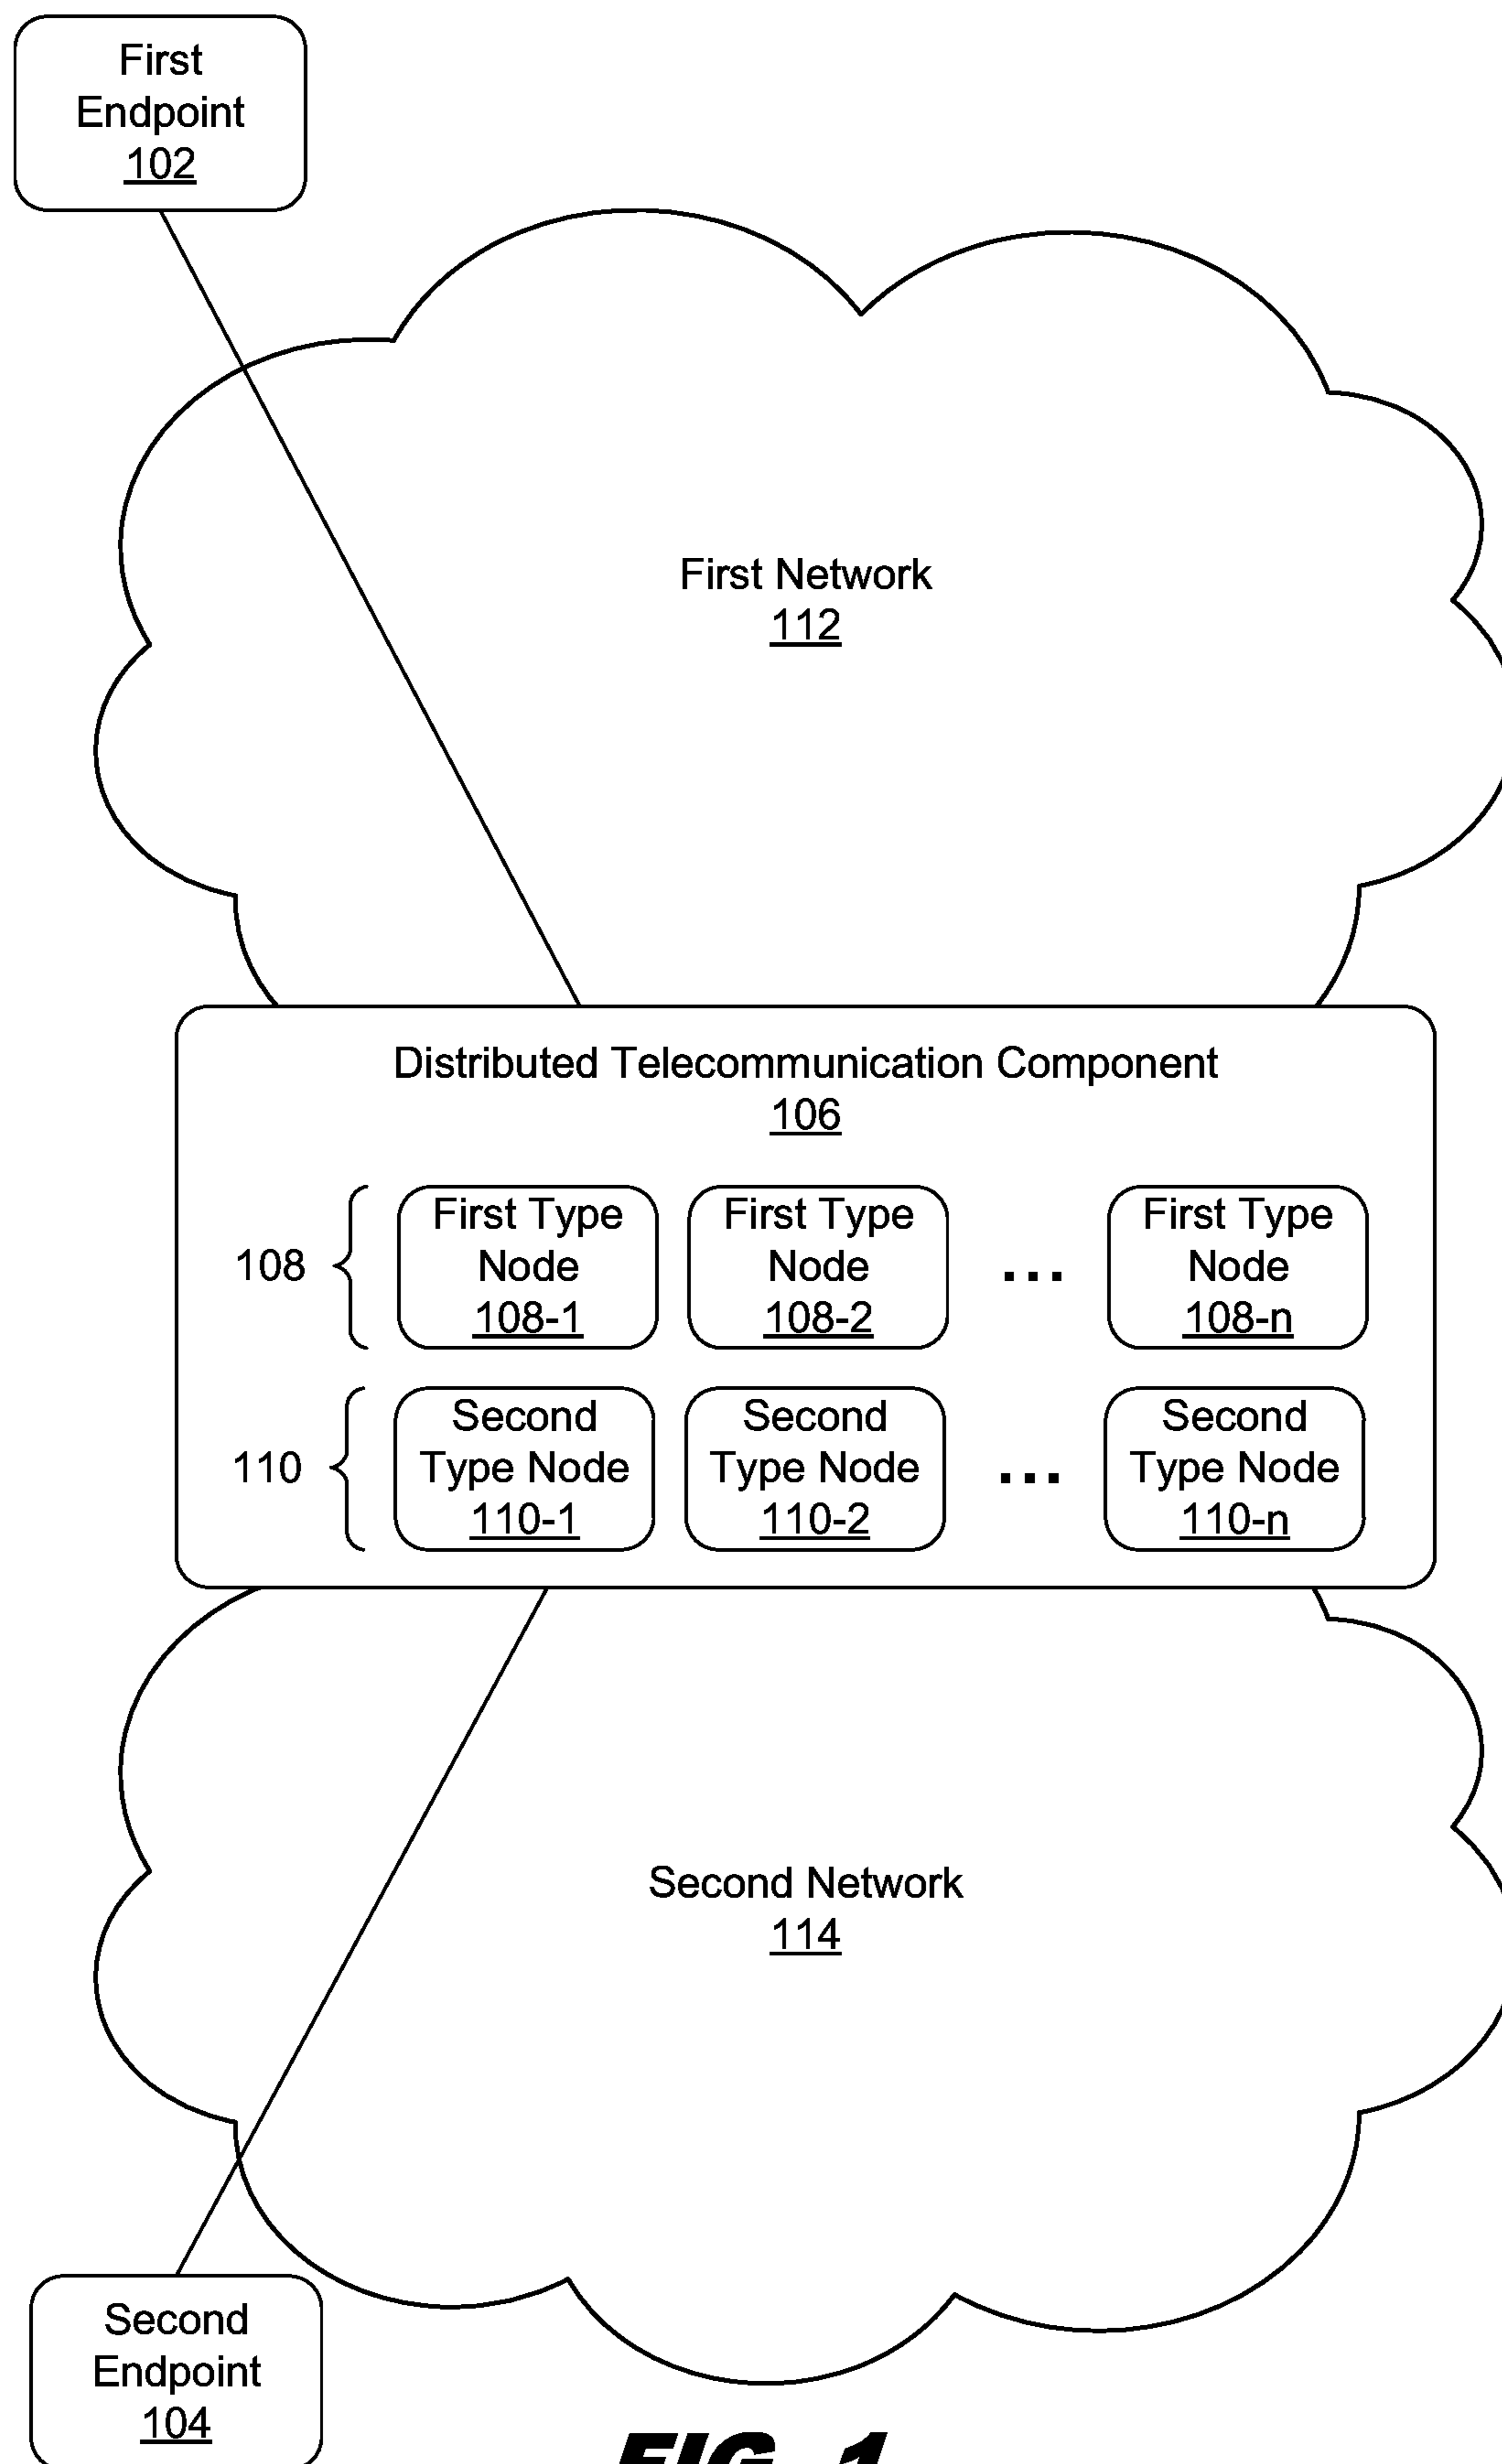 First
Endpoint
102
First Network
112
Distributed Telecommunication Component
106
108
First Type
Node
108-1
First Type
Node
108-2
...
First Type
Node
108-n
110
Second
Type Node
110-1
Second
Type Node
110-2
...
Second
Type Node
110-n
Second Network
114
Second
Endpoint
104
FIG. 1